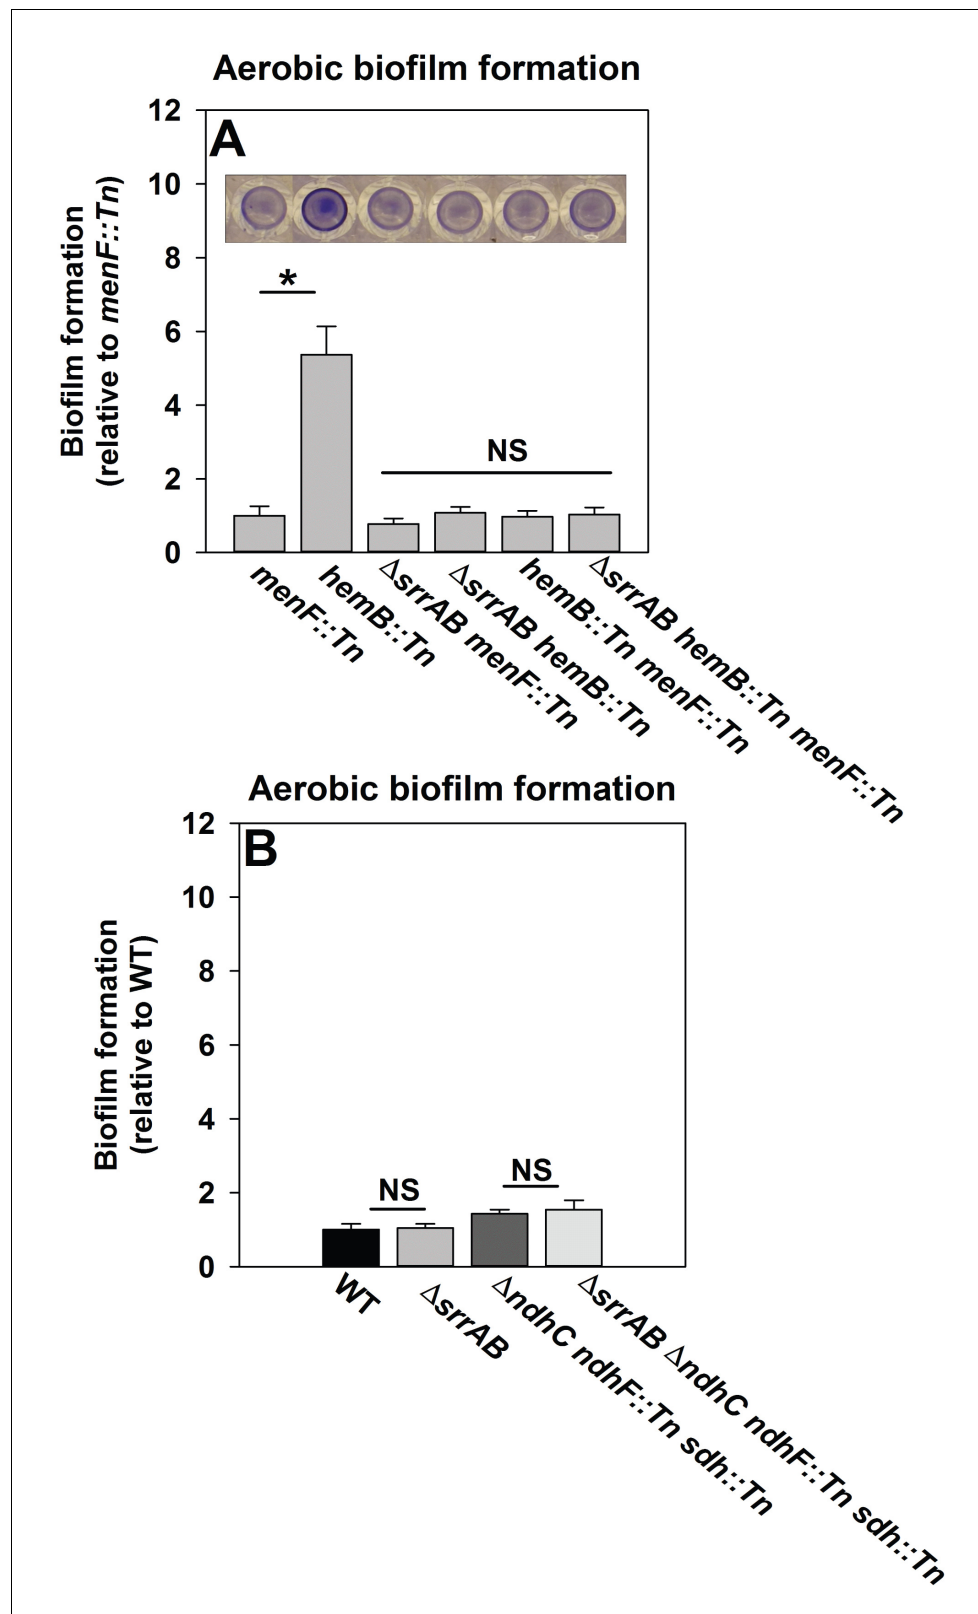 Aerobic biofilm formation
A
Biofilm formation
(relative to menF::Tn)
12
10
8
6
4
2
0
*
NS
menF::Tn
hemB::Tn
ΔsrrAB menF::Tn
ΔsrrAB hemB::Tn
hemB::Tn menF::Tn
ΔsrrAB hemB::Tn menF::Tn
Aerobic biofilm formation
B
Biofilm formation
(relative to WT)
12
10
8
6
4
2
0
NS
NS
WT
ΔsrrAB
ΔndhC ndhF::Tn sdh::Tn
ΔsrrAB ΔndhC ndhF::Tn sdh::Tn